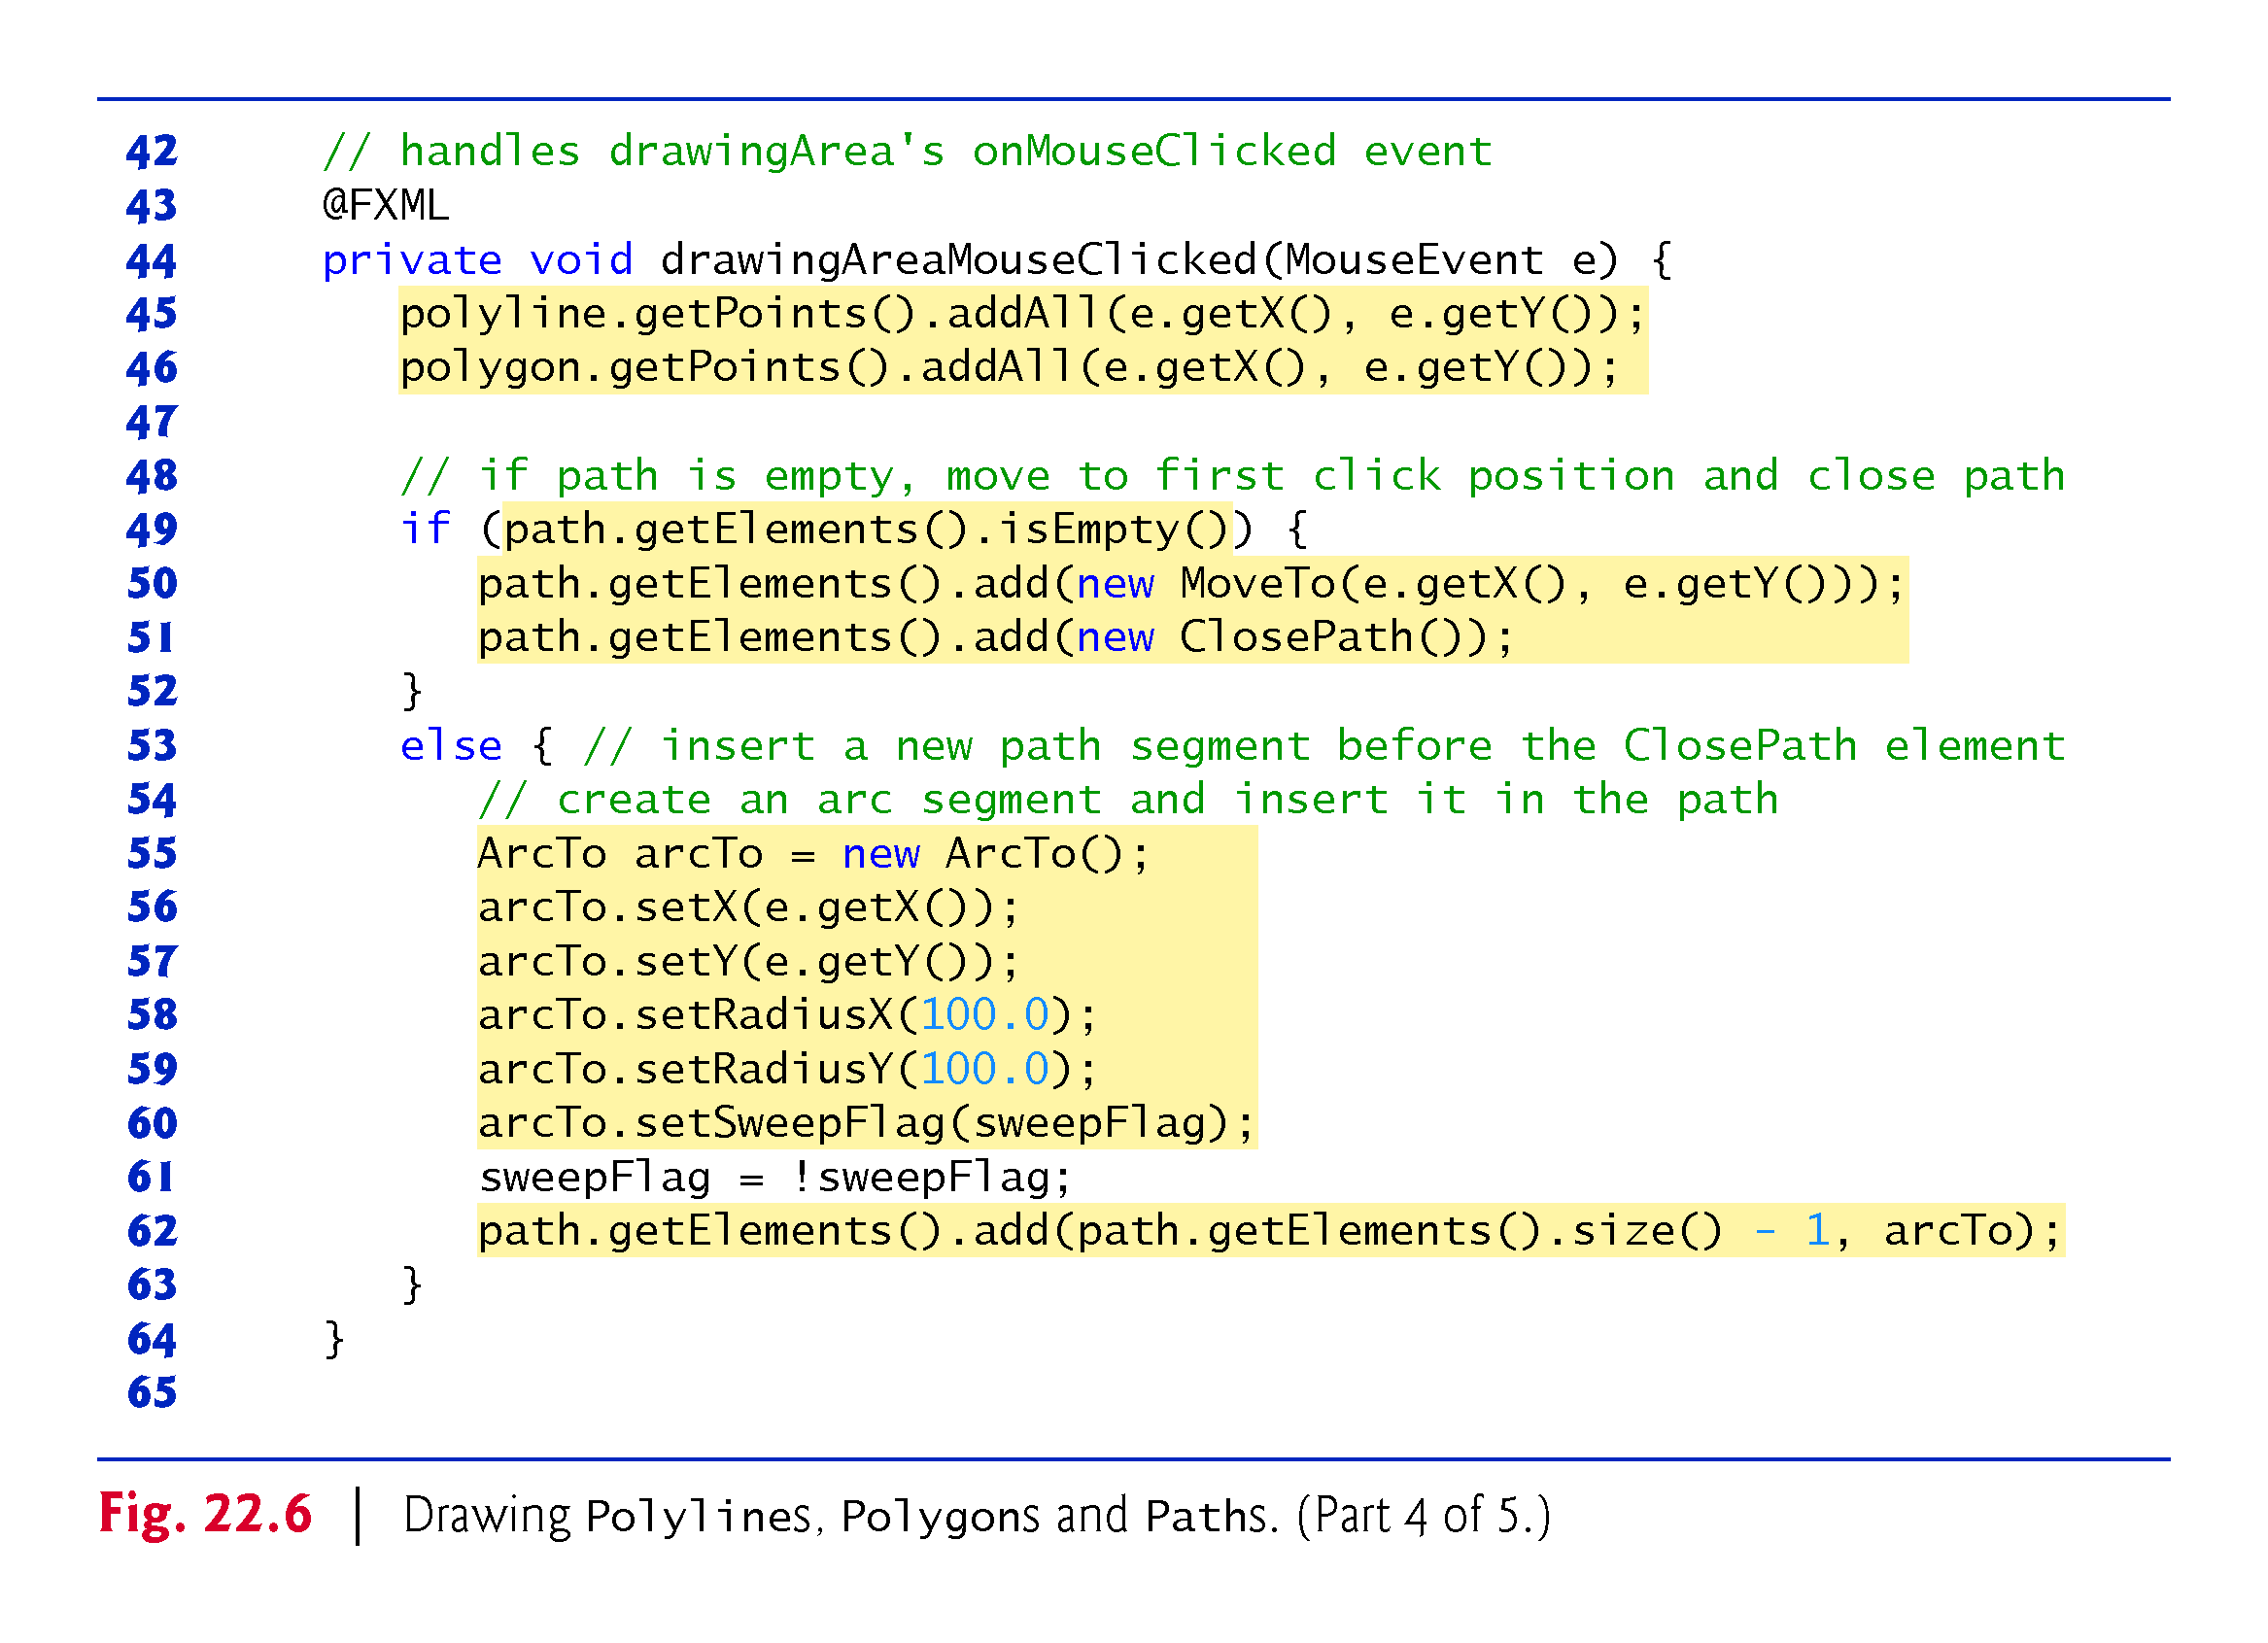 42 // handles drawingArea's onMouseClicked event
43 @FXML
44 private void drawingAreaMouseClicked(MouseEvent e) {
45 polyline.getPoints().addAll(e.getX(), e.getY());
46 polygon.getPoints().addAll(e.getX(), e.getY());
47
48 // if path is empty, move to first click position and close path
49 if (path.getElements().isEmpty()) {
50 path.getElements().add(new MoveTo(e.getX(), e.getY()));
51 path.getElements().add(new ClosePath());
52 }
53 else { // insert a new path segment before the ClosePath element
54 // create an arc segment and insert it in the path
55 ArcTo arcTo = new ArcTo();
56 arcTo.setX(e.getX());
57 arcTo.setY(e.getY());
58 arcTo.setRadiusX(100.0);
59 arcTo.setRadiusY(100.0);
60 arcTo.setSweepFlag(sweepFlag);
61 sweepFlag = !sweepFlag;
62 path.getElements().add(path.getElements().size() - 1, arcTo);
63 }
64 }
65
Fig. 22.6 | Drawing Polylines, Polygons and Paths. (Part 4 of 5.)